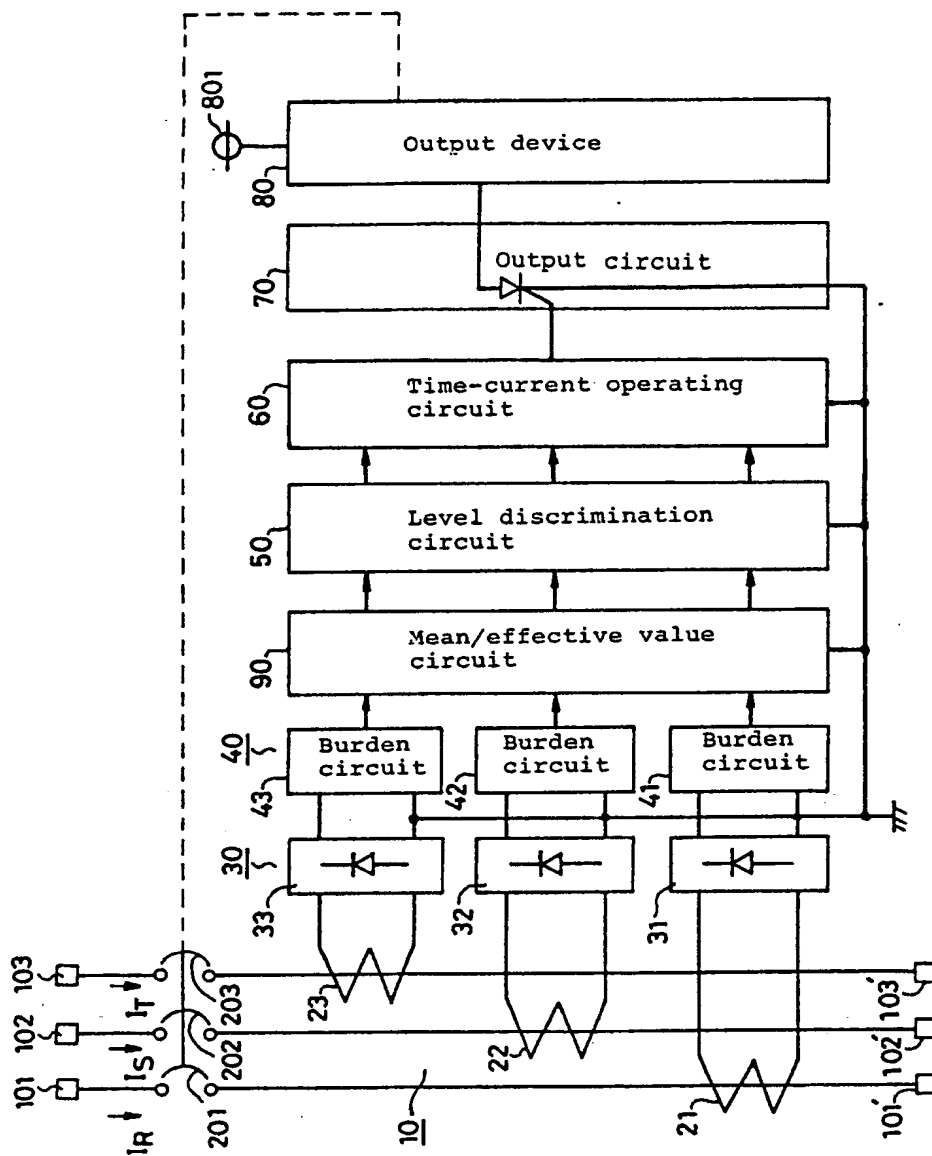 801
Output device
80
Output circuit
70
Time-current operating
circuit
60
Level discrimination
circuit
50
Mean/effective value
circuit
90
40
Burden
circuit
43
Burden
circuit
42
Burden
circuit
41
30
33
32
31
103
102
101
IT
IS
IR
203
202
201
23
22
21
10
103'
102'
101'